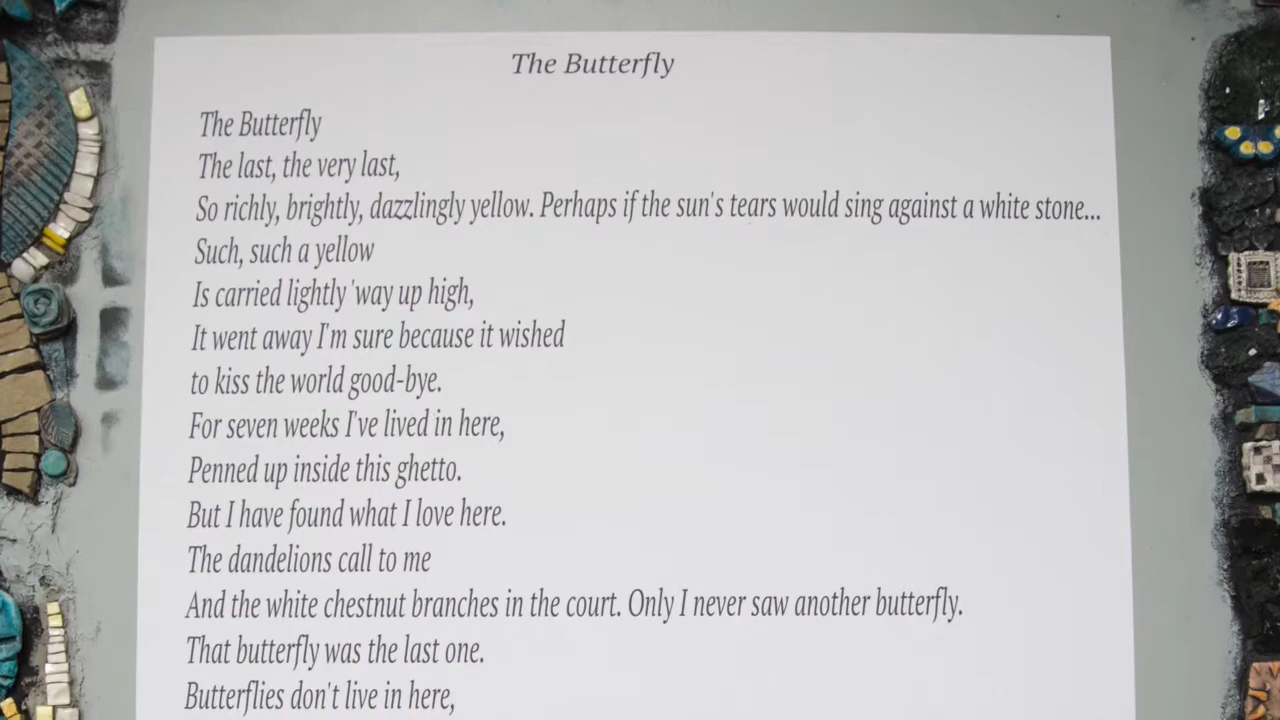 The Butterfly
The Butterfly
The last, the very last,
So richly, brightly, dazzlingly yellow. Perhaps if the sun's tears would sing against a white stone...
Such, such a yellow
Is carried lightly 'way up high,
It went away I'm sure because it wished
to kiss the world good-bye.
For seven weeks I've lived in here,
Penned up inside this ghetto.
But I have found what I love here.
The dandelions call to me
And the white chestnut branches in the court. Only I never saw another butterfly.
That butterfly was the last one.
Butterflies don't live in here,